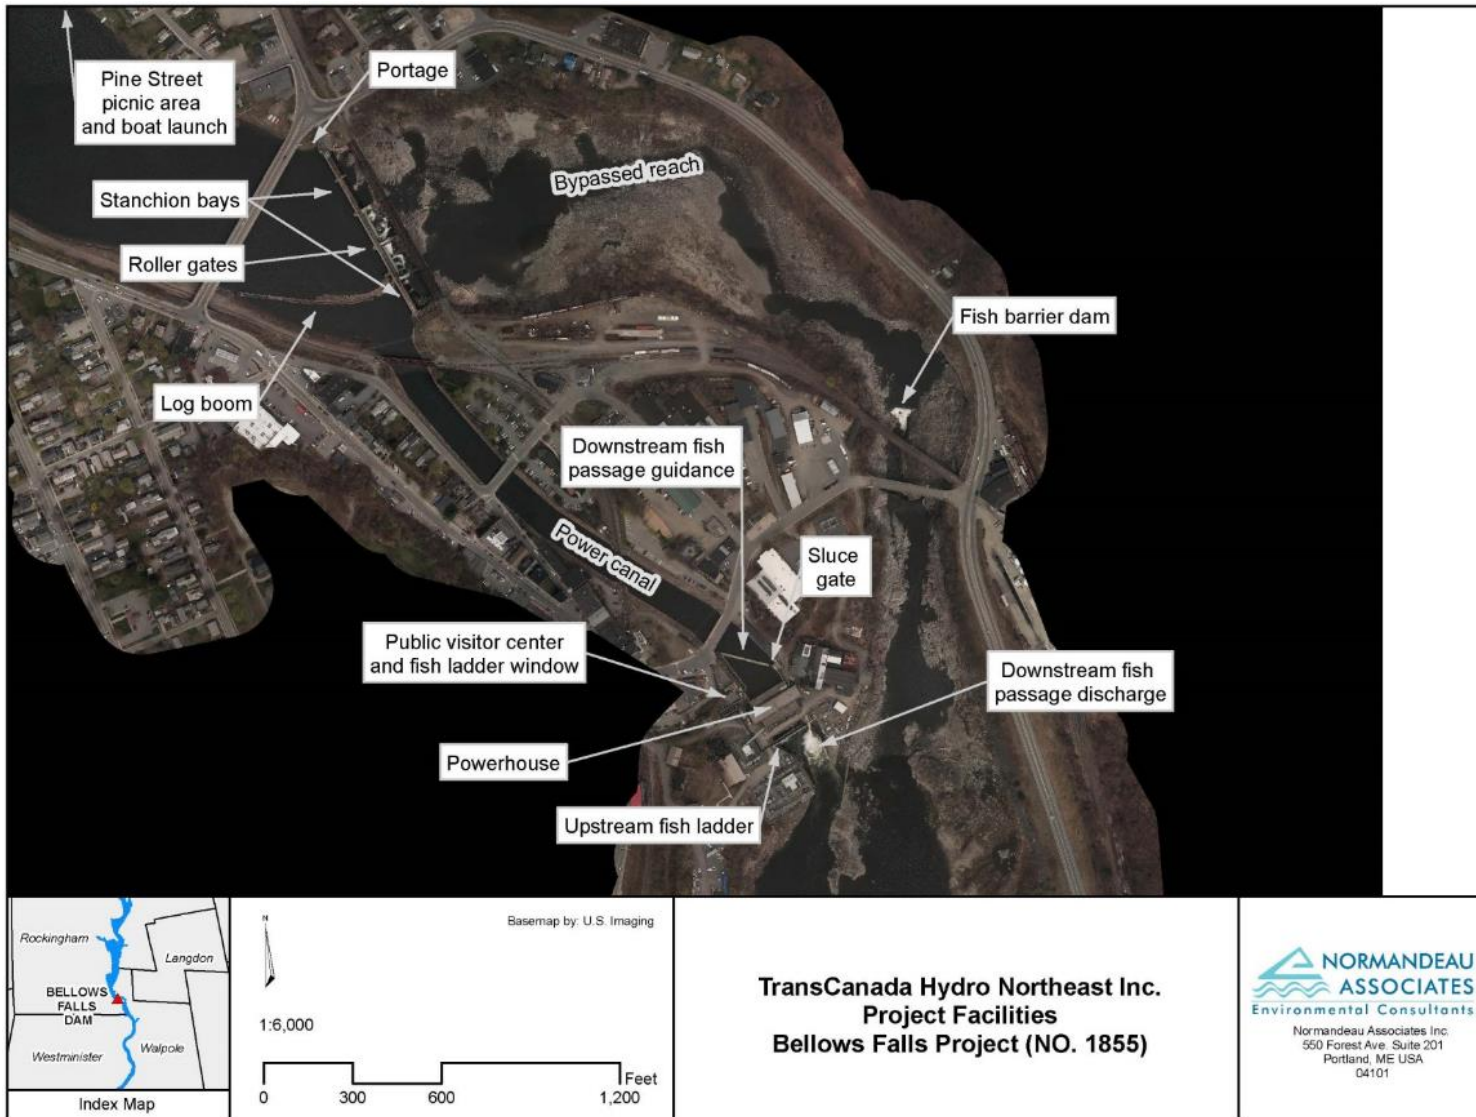 Pine Street
picnic area
and boat launch
Portage
Bypassed reach
Stanchion bays
Roller gates
Fish barrier dam
Log boom
Downstream fish
passage guidance
Power canal
Sluce
gate
Public visitor center
and fish ladder window
Downstream fish
passage discharge
Powerhouse
Upstream fish ladder
Rockingham
Langdon
BELLOWS
FALLS
DAM
Westminister
Walpole
Index Map
N
Basemap by: U.S. Imaging
1:6,000
Feet
0 300 600 1,200
TransCanada Hydro Northeast Inc.
Project Facilities
Bellows Falls Project (NO. 1855)
NORMANDEAU
ASSOCIATES
Environmental Consultants
Normandeau Associates Inc.
550 Forest Ave. Suite 201
Portland, ME USA
04101